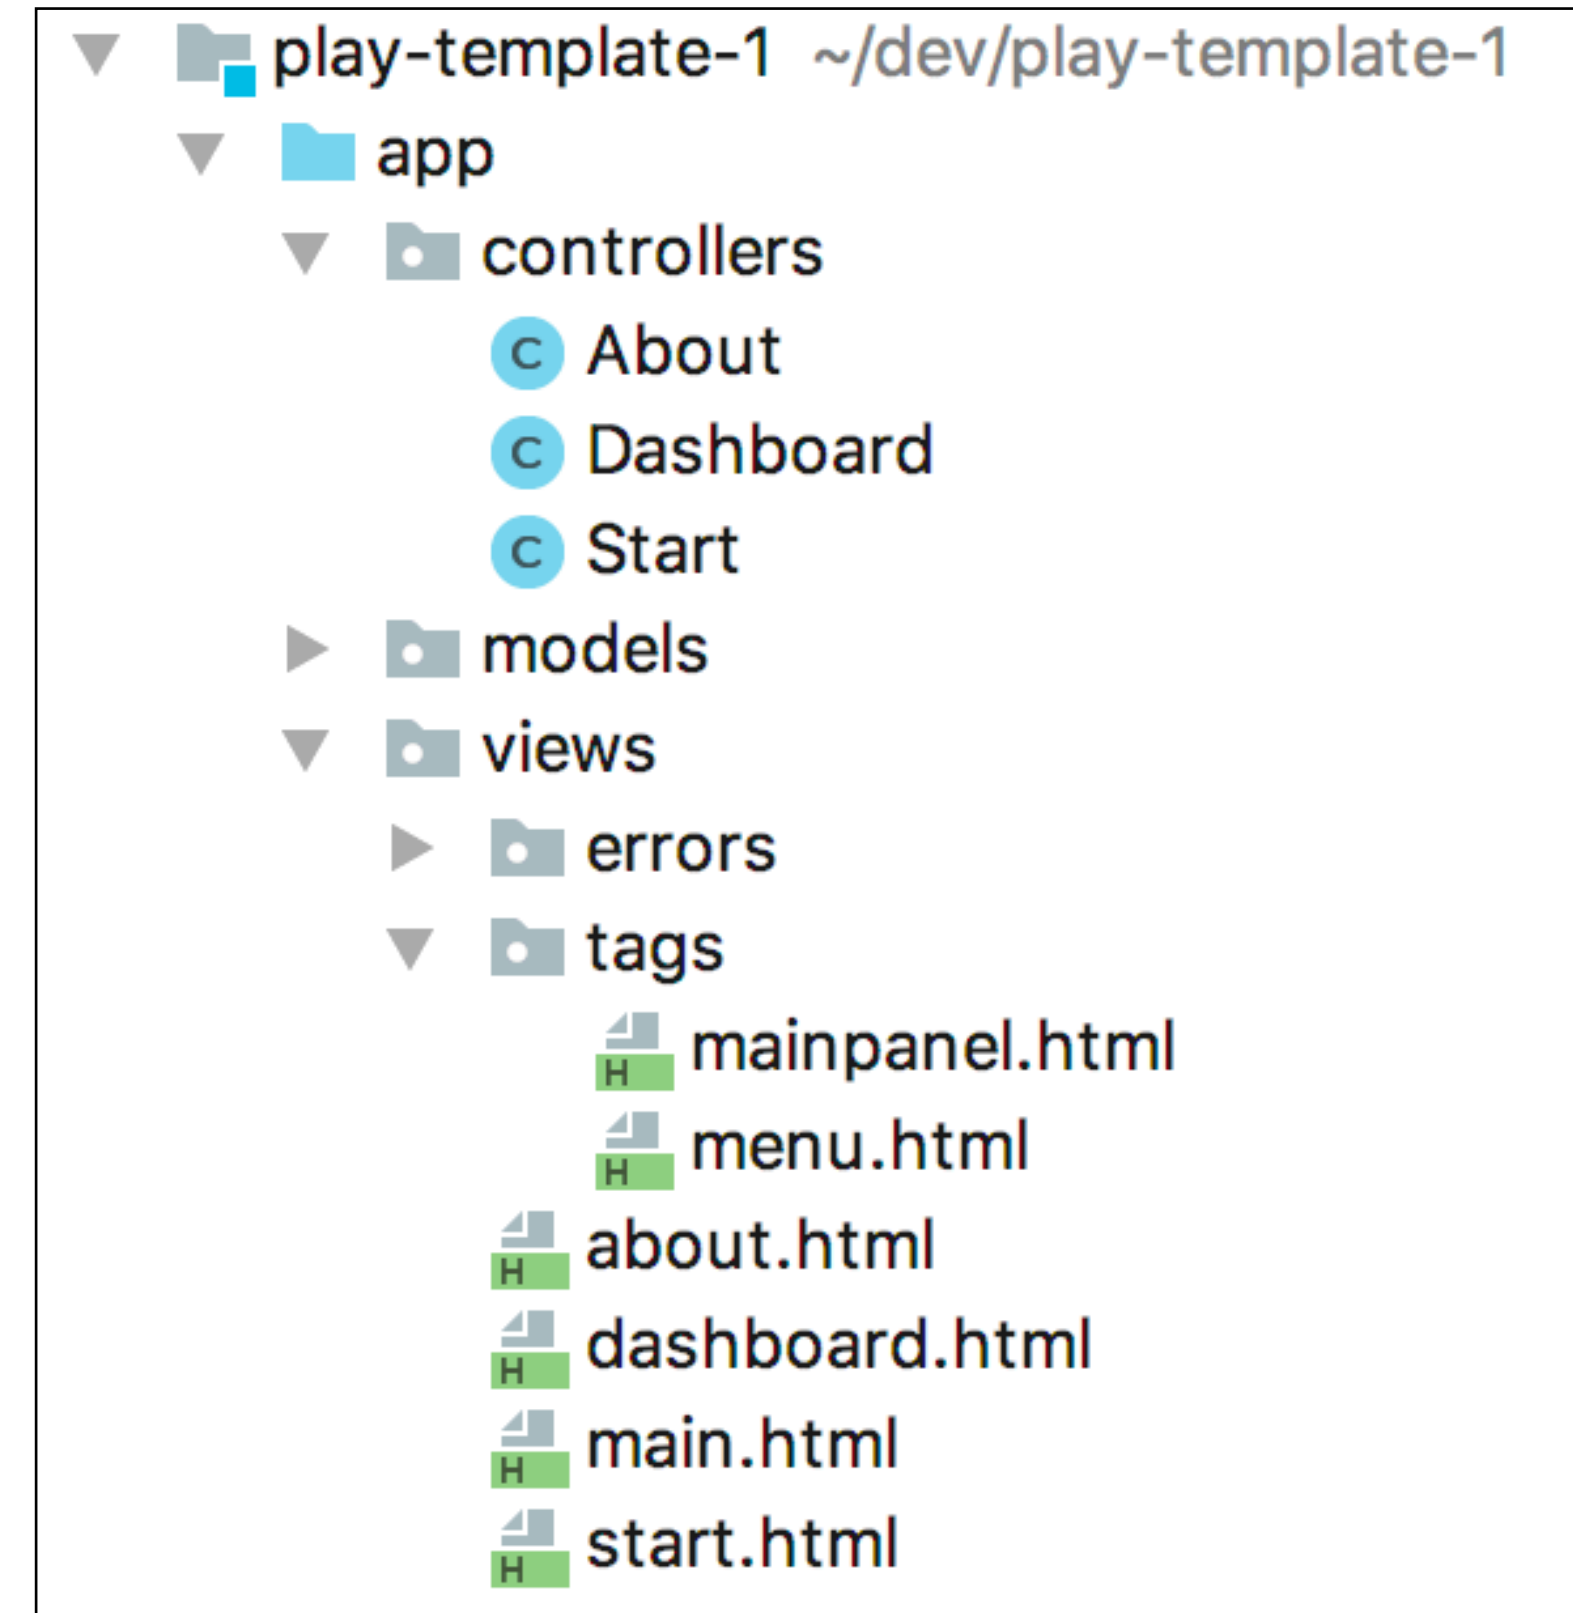 play-template-1 ~/dev/play-template-1
app
controllers
C About
C Dashboard
C Start
models
views
errors
tags
H mainpanel.html
H menu.html
H about.html
H dashboard.html
H main.html
H start.html